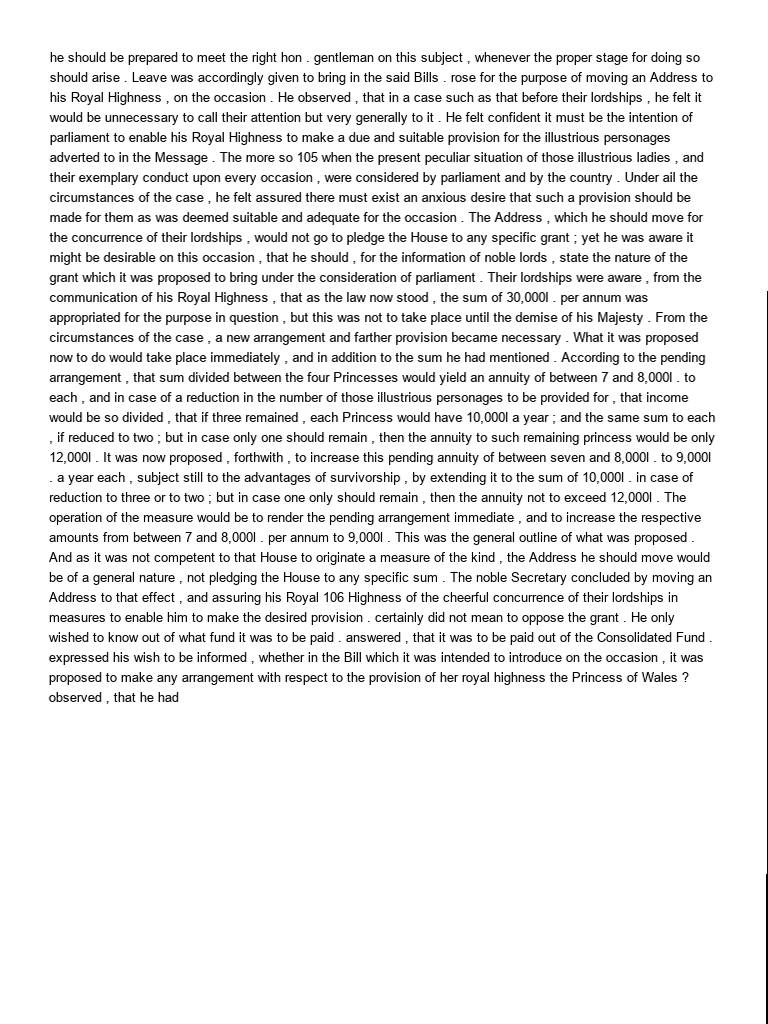 he should be prepared to meet the right hon . gentleman on this subject , whenever the proper stage for doing so
should arise . Leave was accordingly given to bring in the said Bills . rose for the purpose of moving an Address to
his Royal Highness , on the occasion . He observed , that in a case such as that before their lordships , he felt it
would be unnecessary to call their attention but very generally to it . He felt confident it must be the intention of
parliament to enable his Royal Highness to make a due and suitable provision for the illustrious personages
adverted to in the Message . The more so 105 when the present peculiar situation of those illustrious ladies , and
their exemplary conduct upon every occasion , were considered by parliament and by the country . Under ail the
circumstances of the case , he felt assured there must exist an anxious desire that such a provision should be
made for them as was deemed suitable and adequate for the occasion . The Address , which he should move for
the concurrence of their lordships , would not go to pledge the House to any specific grant ; yet he was aware it
might be desirable on this occasion , that he should , for the information of noble lords , state the nature of the
grant which it was proposed to bring under the consideration of parliament . Their lordships were aware , from the
communication of his Royal Highness , that as the law now stood , the sum of 30,000l . per annum was
appropriated for the purpose in question , but this was not to take place until the demise of his Majesty . From the
circumstances of the case , a new arrangement and farther provision became necessary . What it was proposed
now to do would take place immediately , and in addition to the sum he had mentioned . According to the pending
arrangement , that sum divided between the four Princesses would yield an annuity of between 7 and 8,000l . to
each , and in case of a reduction in the number of those illustrious personages to be provided for , that income
would be so divided , that if three remained , each Princess would have 10,000l a year ; and the same sum to each
, if reduced to two ; but in case only one should remain , then the annuity to such remaining princess would be only
12,000l . It was now proposed , forthwith , to increase this pending annuity of between seven and 8,000l . to 9,000l
. a year each , subject still to the advantages of survivorship , by extending it to the sum of 10,000l . in case of
reduction to three or to two ; but in case one only should remain , then the annuity not to exceed 12,000l . The
operation of the measure would be to render the pending arrangement immediate , and to increase the respective
amounts from between 7 and 8,000l . per annum to 9,000l . This was the general outline of what was proposed .
And as it was not competent to that House to originate a measure of the kind , the Address he should move would
be of a general nature , not pledging the House to any specific sum . The noble Secretary concluded by moving an
Address to that effect , and assuring his Royal 106 Highness of the cheerful concurrence of their lordships in
measures to enable him to make the desired provision . certainly did not mean to oppose the grant . He only
wished to know out of what fund it was to be paid . answered , that it was to be paid out of the Consolidated Fund .
expressed his wish to be informed , whether in the Bill which it was intended to introduce on the occasion , it was
proposed to make any arrangement with respect to the provision of her royal highness the Princess of Wales ?
observed , that he had